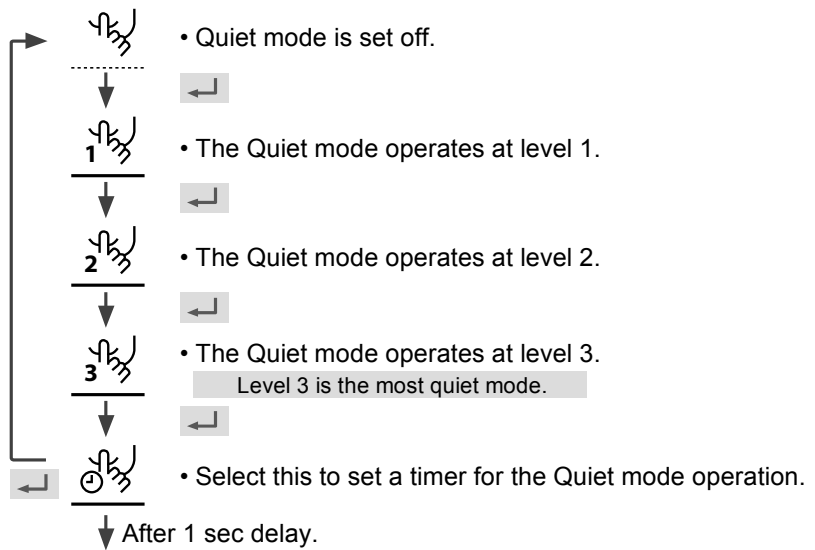 • Quiet mode is set off.
1
• The Quiet mode operates at level 1.
2
• The Quiet mode operates at level 2.
3
• The Quiet mode operates at level 3.
Level 3 is the most quiet mode.
• Select this to set a timer for the Quiet mode operation.
After 1 sec delay.